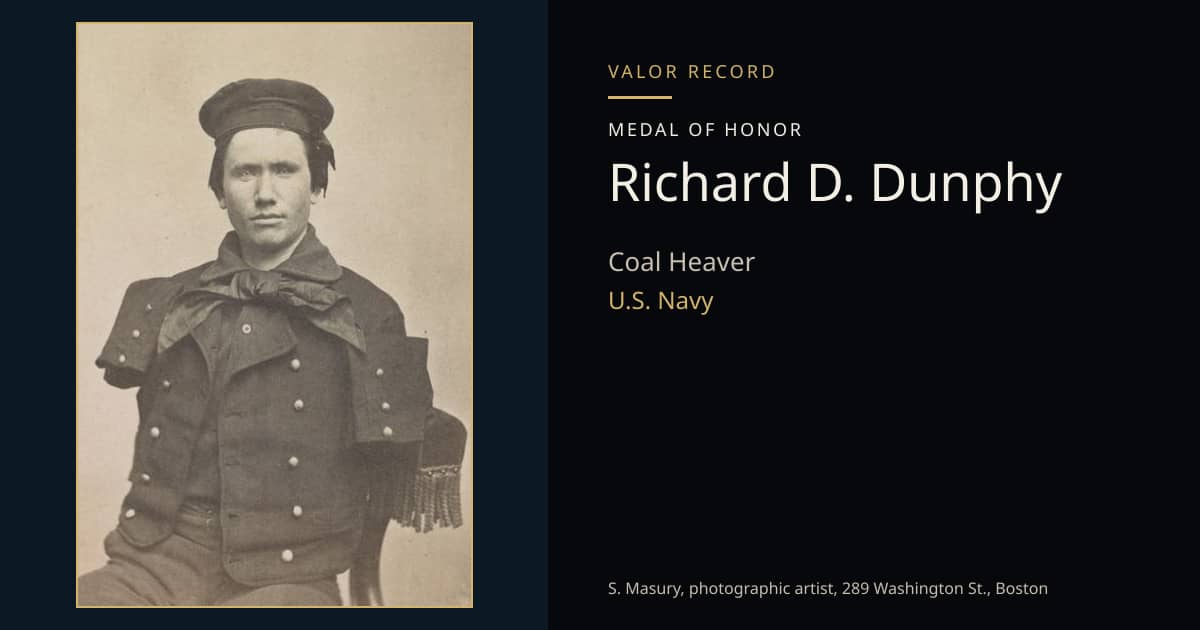 VALOR RECORD
MEDAL OF HONOR
Richard D. Dunphy
Coal Heaver
U.S. Navy
S. Masury, photographic artist, 289 Washington St., Boston